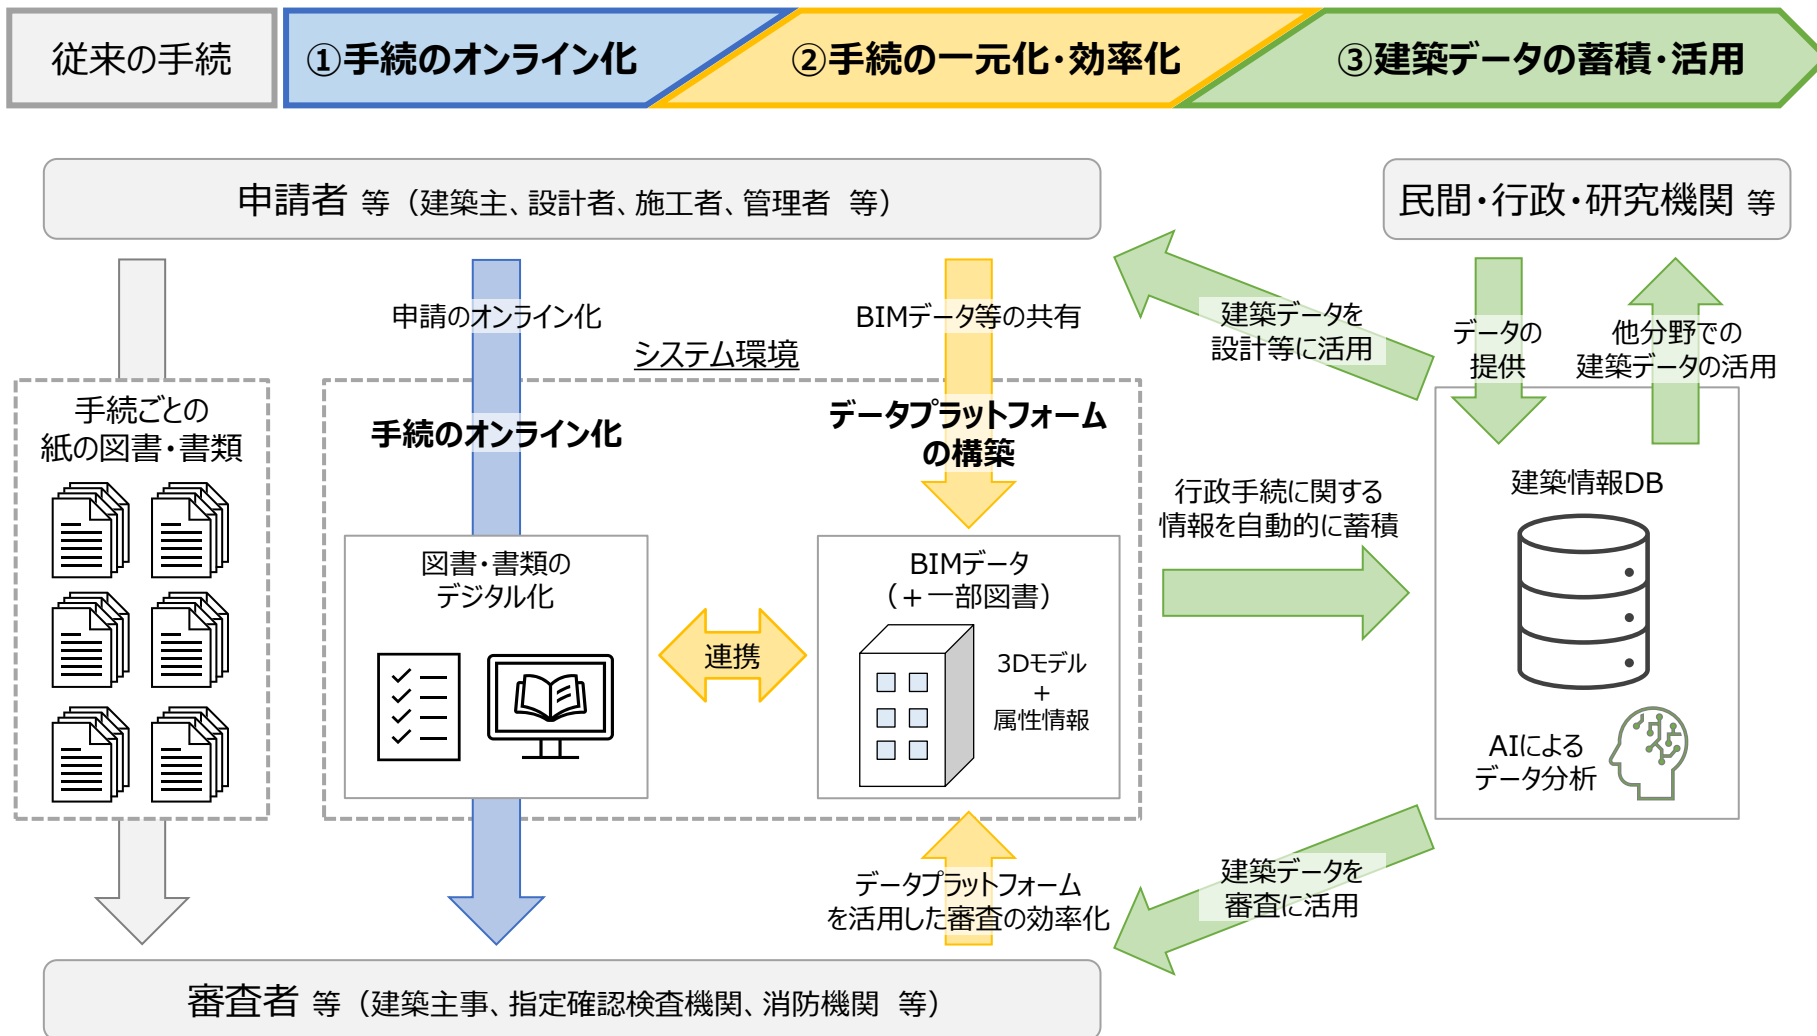 従来の手続
①手続のオンライン化
②手続の一元化・効率化
③建築データの蓄積・活用
申請者 等（建築主、設計者、施工者、管理者 等）
民間・行政・研究機関 等
申請のオンライン化
BIMデータ等の共有
建築データを
設計等に活用
データの
提供
他分野での
建築データの活用
システム環境
手続ごとの
紙の図書・書類
手続のオンライン化
データプラットフォーム
の構築
行政手続に関する
情報を自動的に蓄積
建築情報DB
図書・書類の
デジタル化
連携
BIMデータ
（＋一部図書）
3Dモデル
+
属性情報
AIによる
データ分析
データプラットフォーム
を活用した審査の効率化
建築データを
審査に活用
審査者 等（建築主事、指定確認検査機関、消防機関 等）